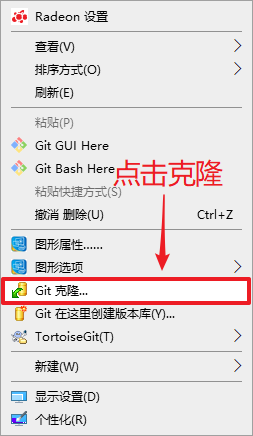 Radeon 设置
查看(V)
排序方式(O)
刷新(E)
粘贴(P)
Git GUI Here
Git Bash Here
点击克隆
粘贴快捷方式(S)
撤消 删除(U) Ctrl+Z
图形属性......
图形选项
Git 克隆...
Git 在这里创建版本库(Y)...
TortoiseGit(T)
新建(W)
显示设置(D)
个性化(R)